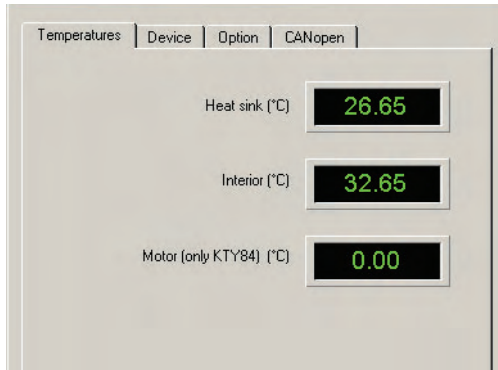 Temperatures Device Option CANopen
Heat sink (°C) 26.65
Interior (°C) 32.65
Motor (only KTY84) (°C) 0.00